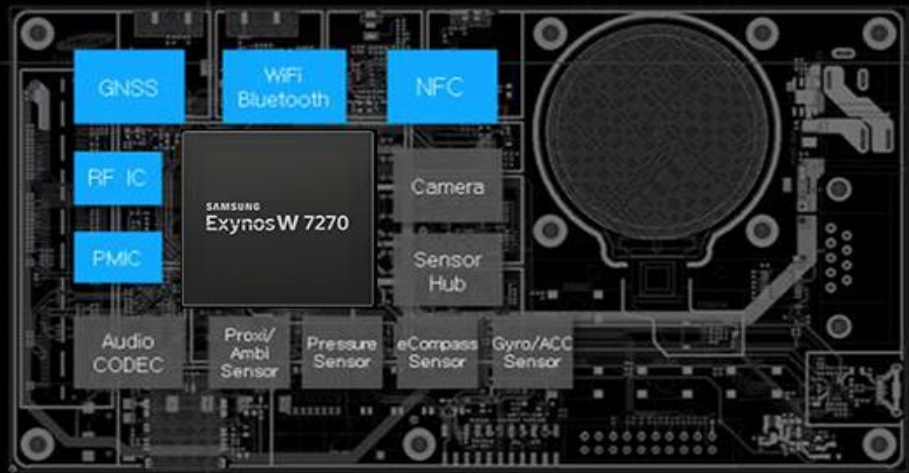 GNSS
WiFi
Bluetooth
NFC
RF IC
PMIC
SAMSUNG
Exynos W 7270
Camera
Sensor
Hub
Audio
CODEC
Proxi/
Ambi
Sensor
Pressure
Sensor
eCompass
Sensor
Gyro/ACC
Sensor